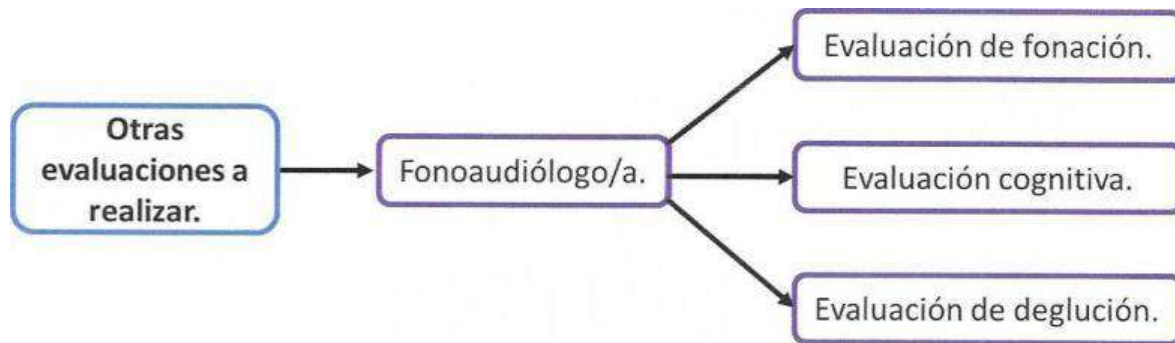 Otras
evaluaciones a
realizar.
Fonoaudiólogo/a.
Evaluación de fonación.
Evaluación cognitiva.
Evaluación de deglución.